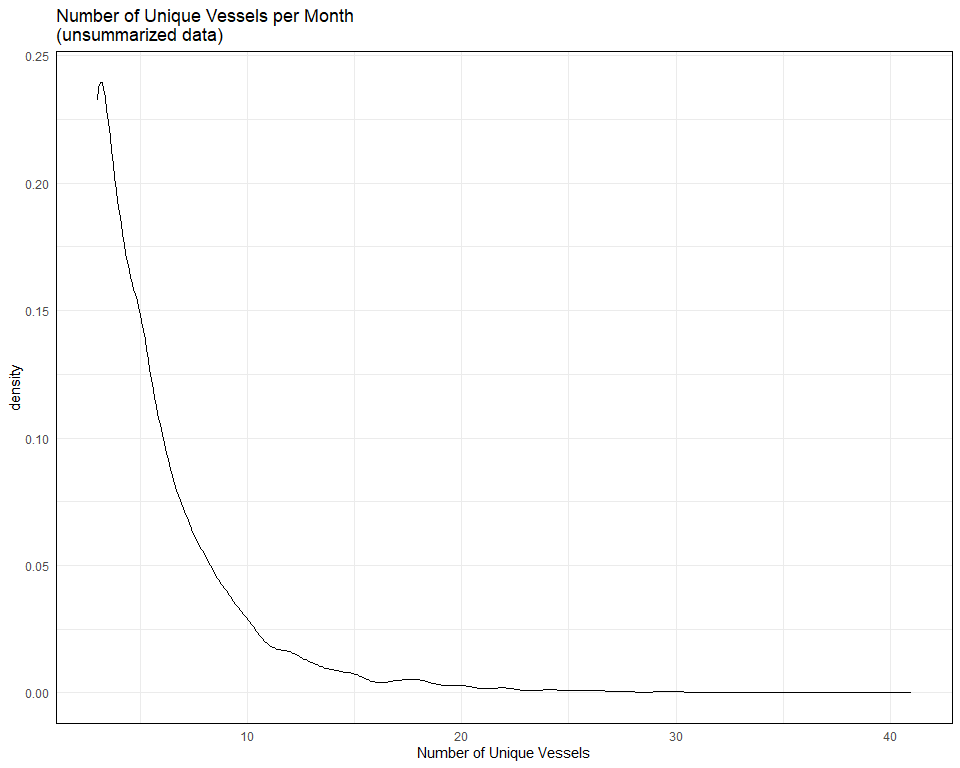 Number of Unique Vessels per Month
(unsummarized data)
0.25
0.20
0.15
0.10
0.05
0.00
density
10
20
30
40
Number of Unique Vessels